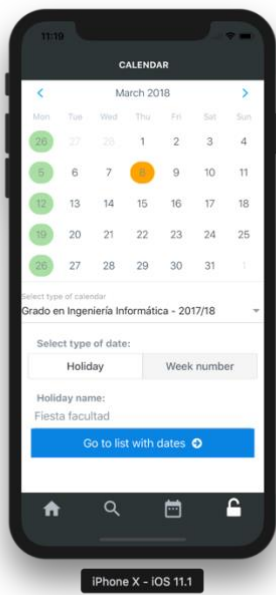 11:19
CALENDAR
March 2018
Mon Tue Wed Thu Fri Sat Sun
26 27 28 1 2 3 4
5 6 7 8 9 10 11
12 13 14 15 16 17 18
19 20 21 22 23 24 25
26 27 28 29 30 31 1
Select type of calendar
Grado en Ingeniería Informática - 2017/18
Select type of date:
Holiday Week number
Holiday name:
Fiesta facultad
Go to list with dates
iPhone X - iOS 11.1